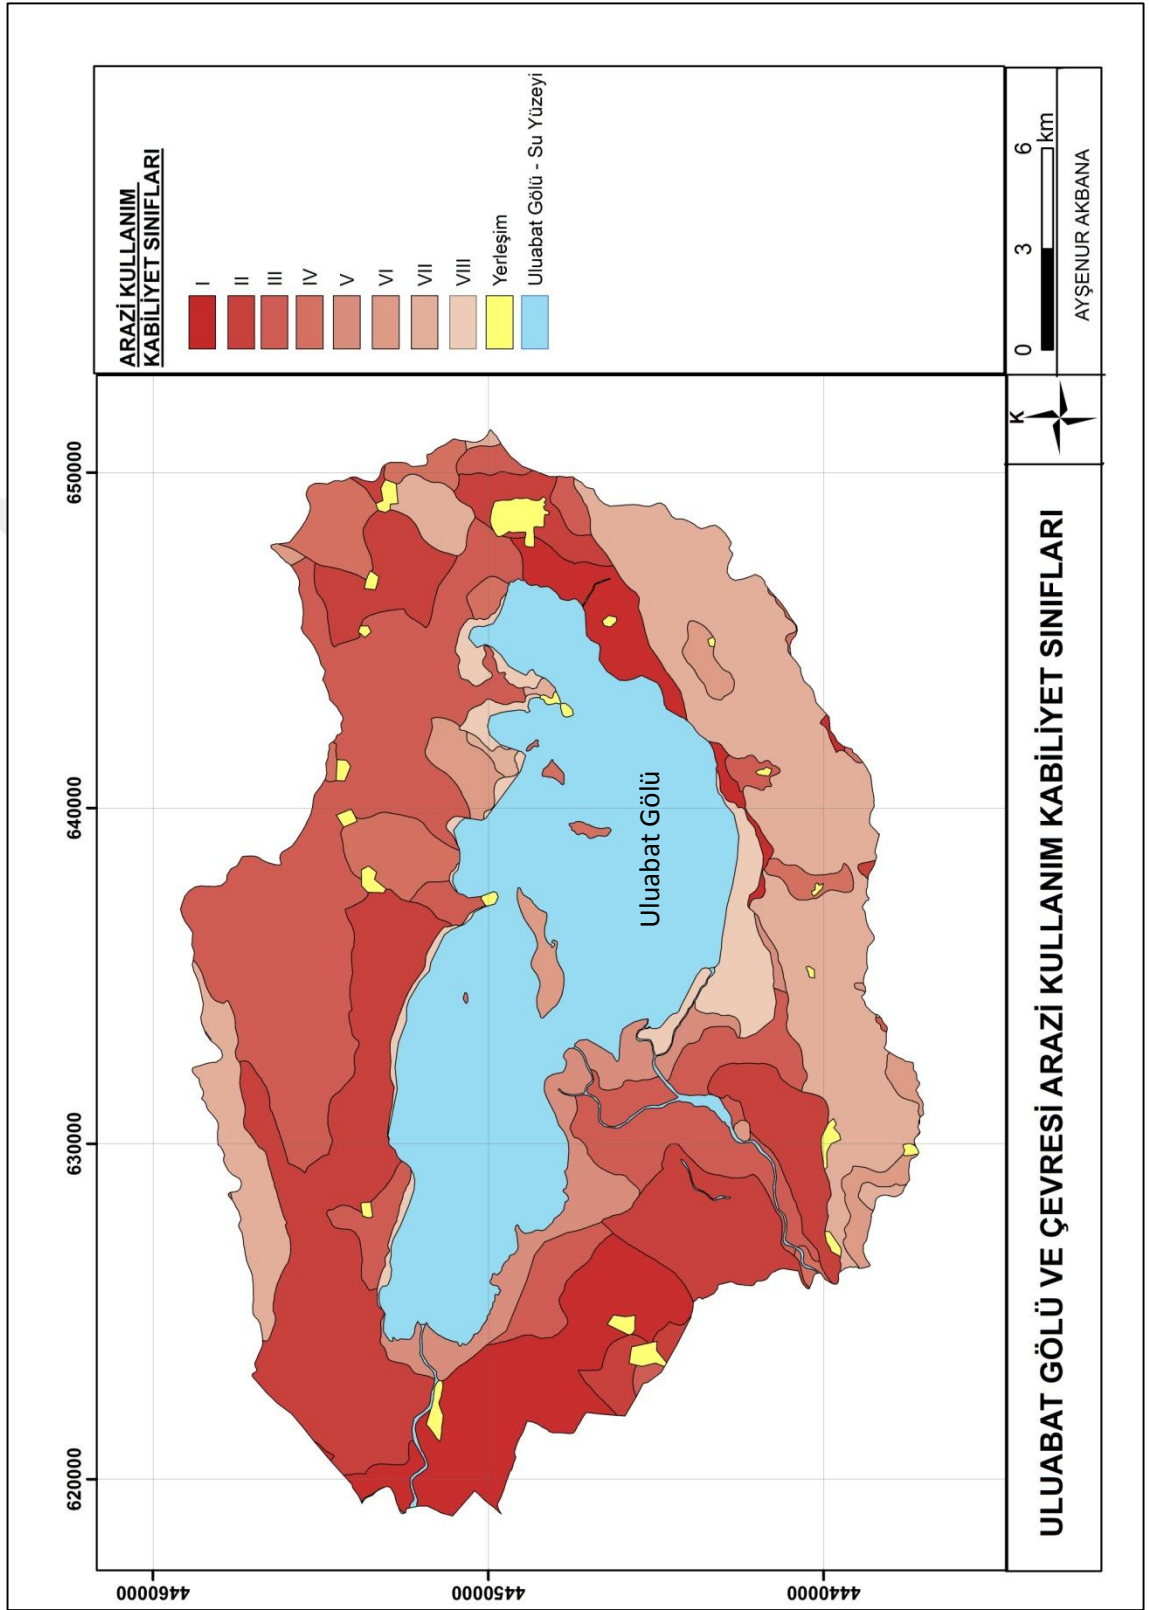 ARAZİ KULLANIM
KABİLİYET SINIFLARI
I
II
III
IV
V
VI
VII
VIII
Yerleşim
Uluabat Gölü - Su Yüzeyi
620000
630000
640000
650000
4460000
4450000
4440000
Uluabat Gölü
ULUABAT GÖLÜ VE ÇEVRESİ ARAZİ KULLANIM KABİLİYET SINIFLARI
K
0 3 6
km
AYŞENUR AKBANA